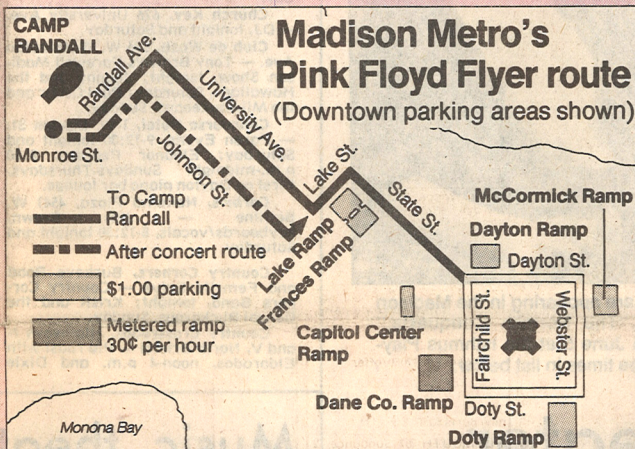 CAMP
RANDALL
Madison Metro's
Pink Floyd Flyer route
(Downtown parking areas shown)
Randall Ave.
University Ave.
Monroe St.
Johnson St.
Lake St.
State St.
To Camp
Randall
After concert route
$1.00 parking
Metered ramp
30¢ per hour
Lake Ramp
Frances Ramp
McCormick Ramp
Dayton Ramp
Dayton St.
Fairchild St.
Webster St.
Capitol Center
Ramp
Dane Co. Ramp
Doty St.
Doty Ramp
Monona Bay